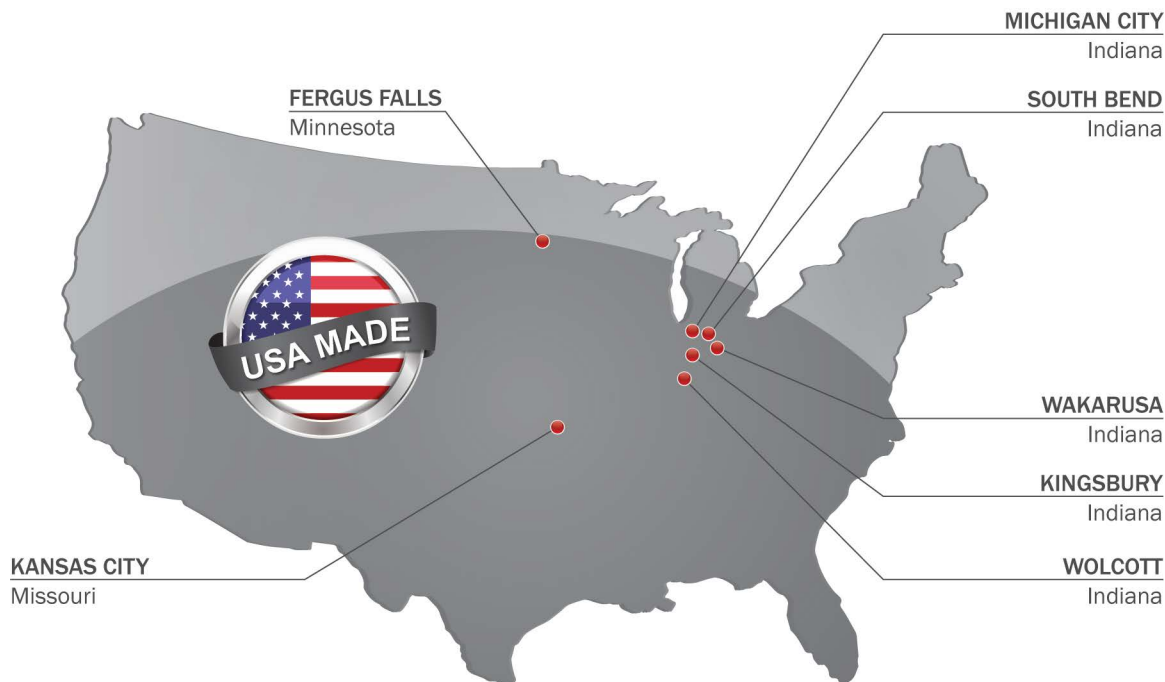 MICHIGAN CITY
Indiana
FERGUS FALLS
Minnesota
SOUTH BEND
Indiana
USA MADE
WAKARUSA
Indiana
KINGSBURY
Indiana
KANSAS CITY
Missouri
WOLCOTT
Indiana